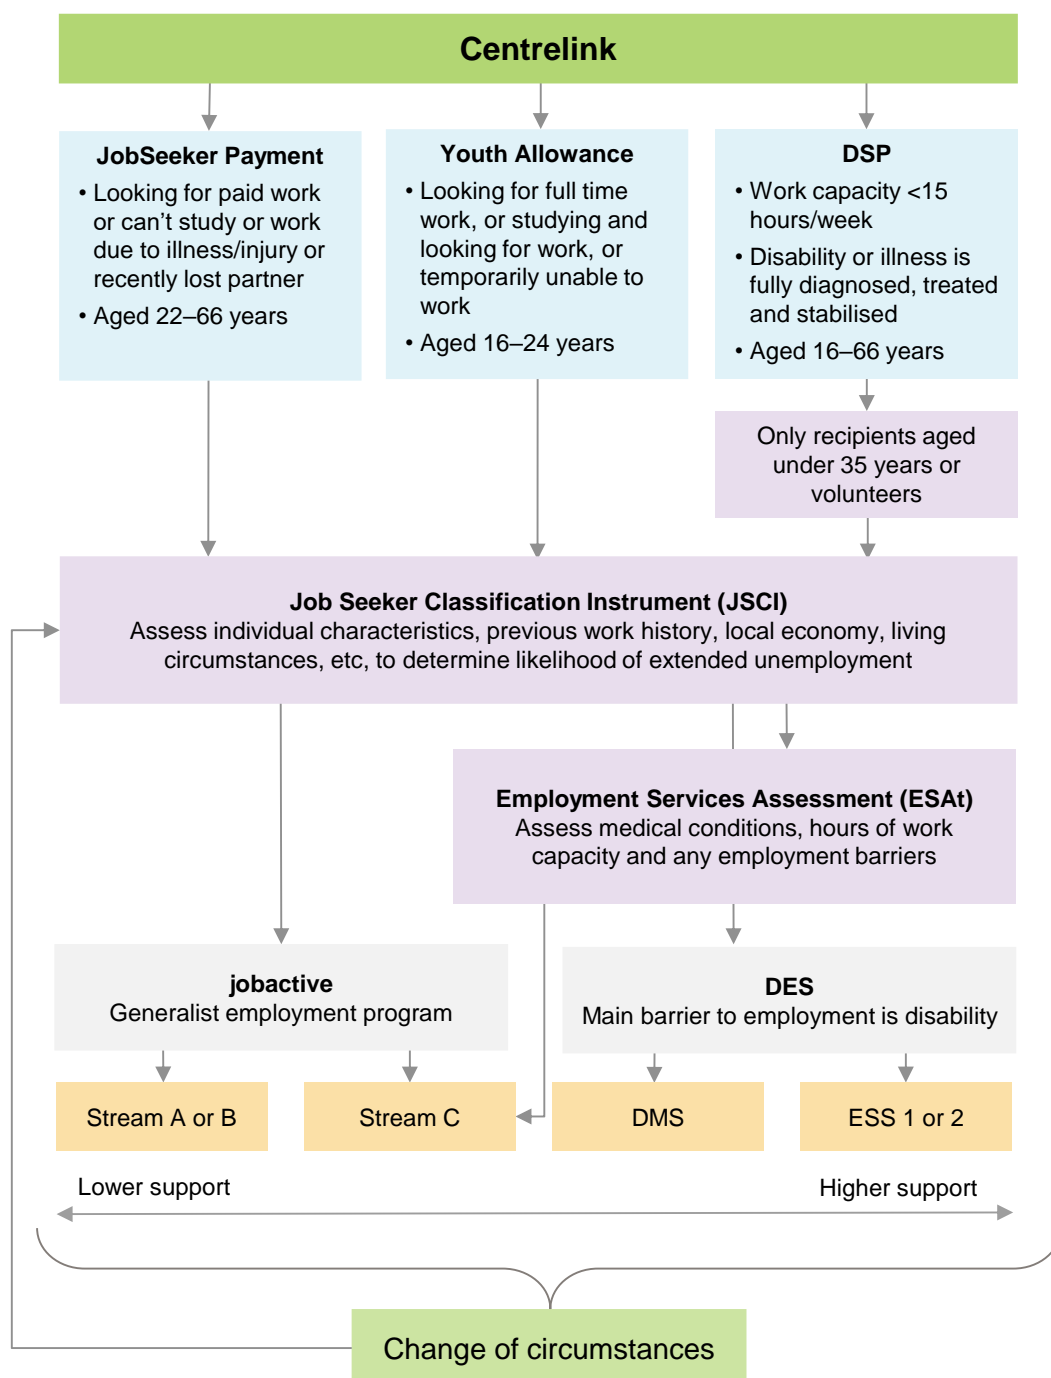 Centrelink
JobSeeker Payment
• Looking for paid work
or can't study or work
due to illness/injury or
recently lost partner
• Aged 22–66 years
Youth Allowance
• Looking for full time
work, or studying and
looking for work, or
temporarily unable to
work
• Aged 16–24 years
DSP
• Work capacity <15
hours/week
• Disability or illness is
fully diagnosed, treated
and stabilised
• Aged 16–66 years
Only recipients aged
under 35 years or
volunteers
Job Seeker Classification Instrument (JSCI)
Assess individual characteristics, previous work history, local economy, living
circumstances, etc, to determine likelihood of extended unemployment
Employment Services Assessment (ESAt)
Assess medical conditions, hours of work
capacity and any employment barriers
jobactive
Generalist employment program
DES
Main barrier to employment is disability
Stream A or B
Stream C
DMS
ESS 1 or 2
Lower support
Higher support
Change of circumstances